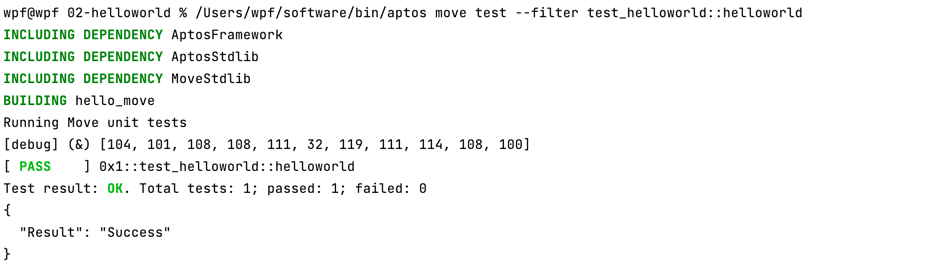 wpf@wpf 02-helloworld % /Users/wpf/software/bin/aptos move test --filter test_helloworld::helloworld
INCLUDING DEPENDENCY AptosFramework
INCLUDING DEPENDENCY AptosStdlib
INCLUDING DEPENDENCY MoveStdlib
BUILDING hello_move
Running Move unit tests
[debug] (&) [104, 101, 108, 108, 111, 32, 119, 111, 114, 108, 100]
[ PASS    ] 0x1::test_helloworld::helloworld
Test result: OK. Total tests: 1; passed: 1; failed: 0
{
  "Result": "Success"
}